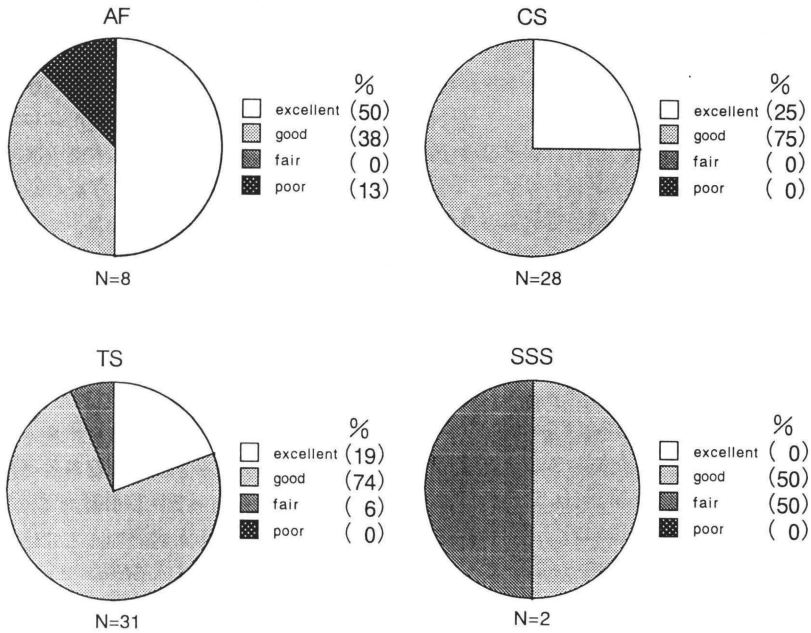 AF
%
excellent (50)
good (38)
fair ( 0)
poor (13)
N=8
CS
%
excellent (25)
good (75)
fair ( 0)
poor ( 0)
N=28
TS
%
excellent (19)
good (74)
fair ( 6)
poor ( 0)
N=31
SSS
%
excellent ( 0)
good (50)
fair (50)
poor ( 0)
N=2